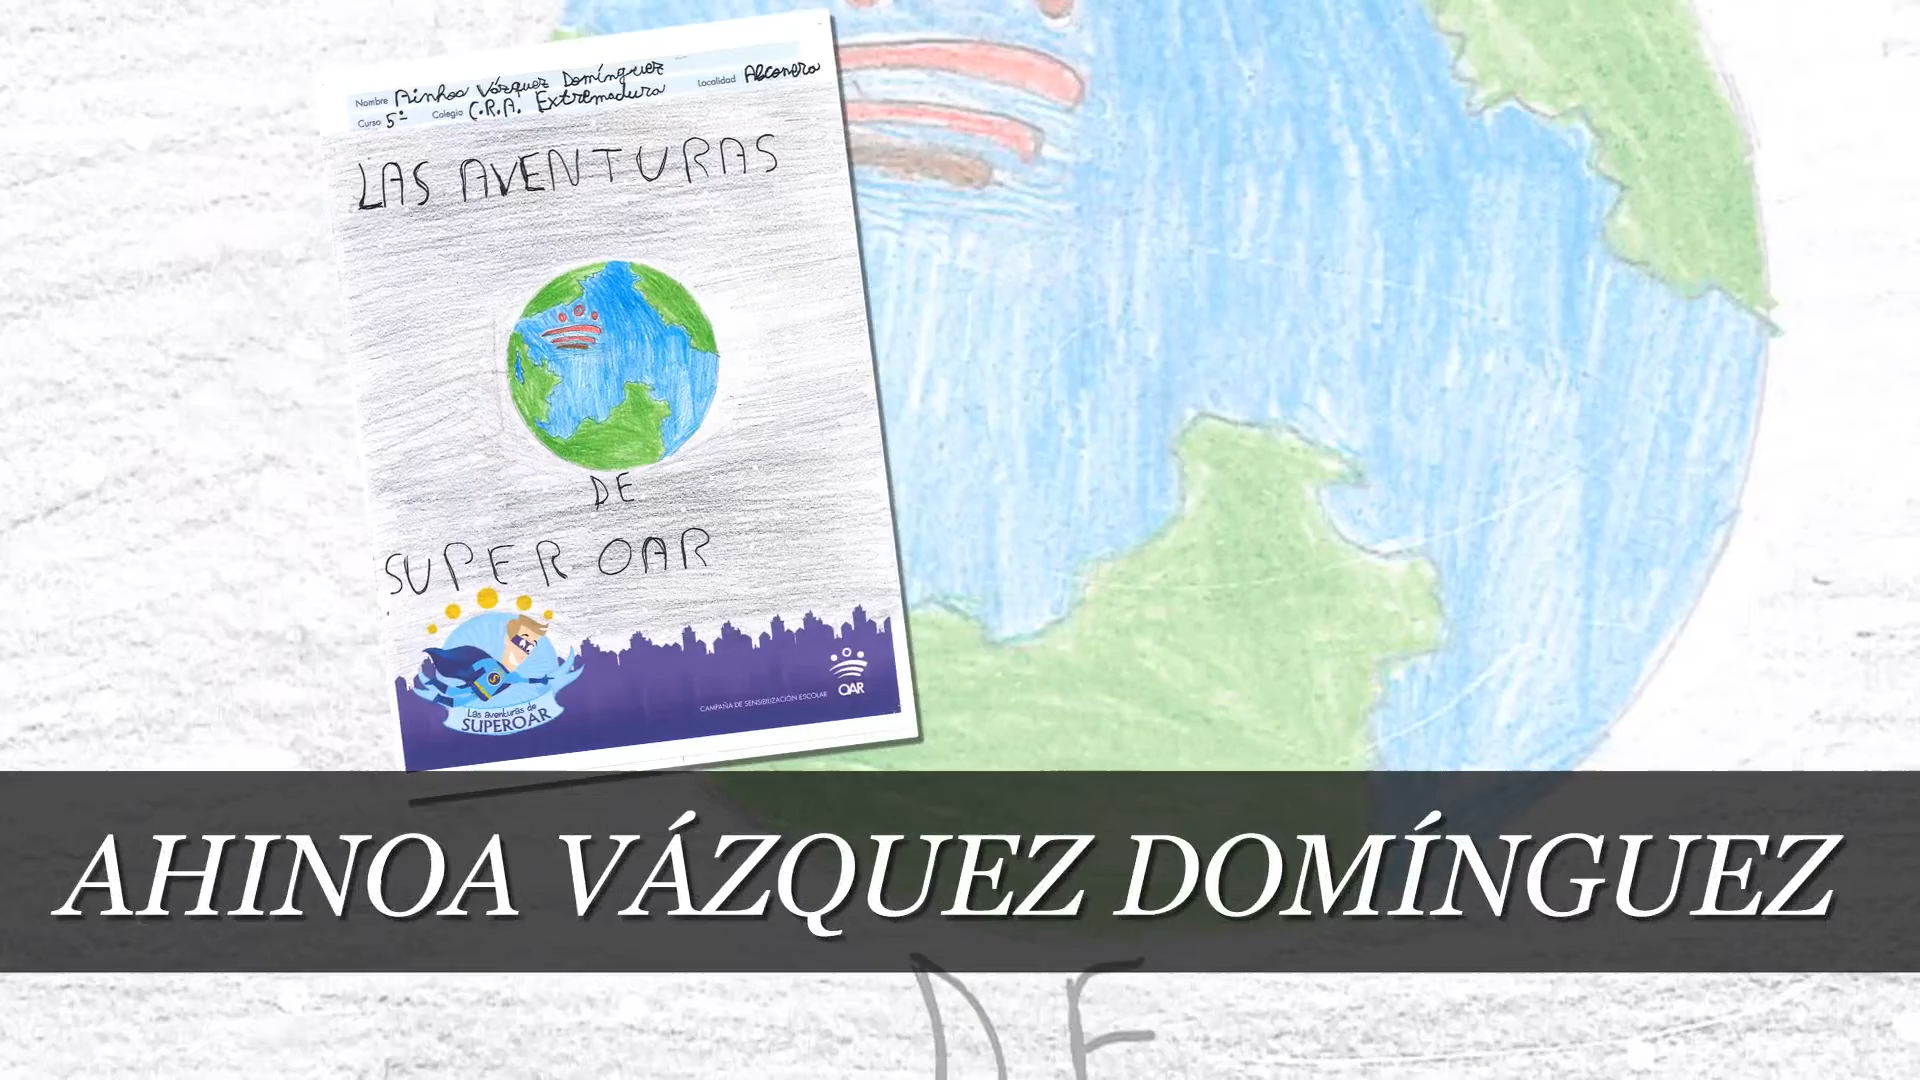 Nombre Ainhoa Vázquez Domínguez Localidad Alconera
Curso 5º Colegio C.R.A. Extremadura
LAS AVENTURAS
DE
SUPER OAR
Las aventuras de
SUPEROAR
CAMPAÑA DE SENSIBILIZACIÓN ESCOLAR
OAR
AHINOA VÁZQUEZ DOMÍNGUEZ
DE